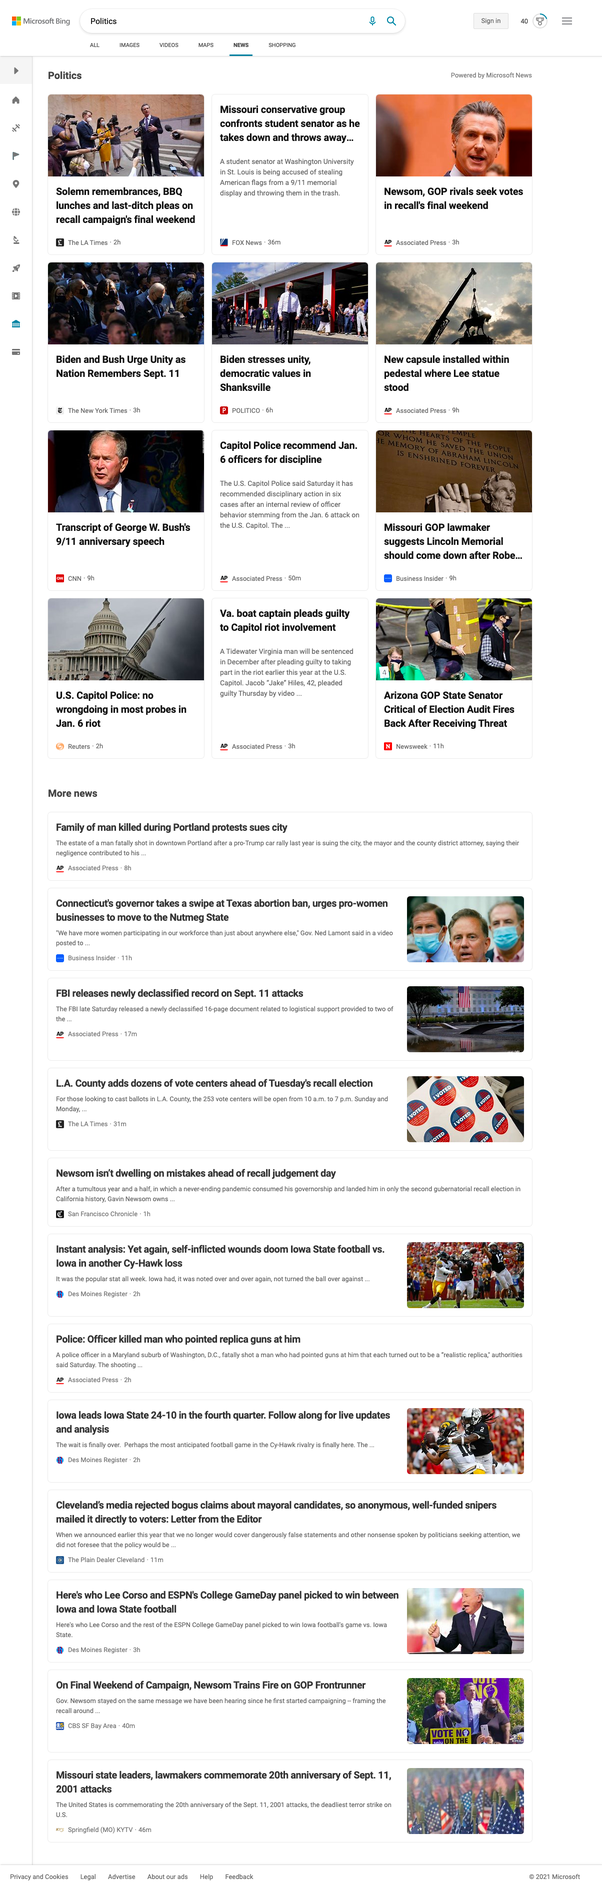 Microsoft Bing
Politics
Sign in
40
ALL
IMAGES
VIDEOS
MAPS
NEWS
SHOPPING
Politics
Powered by Microsoft News
Solemn remembrances, BBQ
lunches and last-ditch pleas on
recall campaign's final weekend
The LA Times · 2h
Missouri conservative group
confronts student senator as he
takes down and throws away…
A student senator at Washington University
in St. Louis is being accused of stealing
American flags from a 9/11 memorial
display and throwing them in the trash.
FOX News · 36m
Newsom, GOP rivals seek votes
in recall's final weekend
AP Associated Press · 3h
Biden and Bush Urge Unity as
Nation Remembers Sept. 11
The New York Times · 3h
Biden stresses unity,
democratic values in
Shanksville
POLITICO · 6h
New capsule installed within
pedestal where Lee statue
stood
AP Associated Press · 9h
Transcript of George W. Bush's
9/11 anniversary speech
CNN · 9h
Capitol Police recommend Jan.
6 officers for discipline
The U.S. Capitol Police said Saturday it has
recommended disciplinary action in six
cases after an internal review of officer
behavior stemming from the Jan. 6 attack on
the U.S. Capitol. The ...
AP Associated Press · 50m
HEARTS OF THE PEOPLE
WHOM HE SAVED THE UNION
MEMORY OF ABRAHAM LINCOLN
IS ENSHRINED FOREVER
Missouri GOP lawmaker
suggests Lincoln Memorial
should come down after Robe…
Business Insider · 9h
U.S. Capitol Police: no
wrongdoing in most probes in
Jan. 6 riot
Reuters · 2h
Va. boat captain pleads guilty
to Capitol riot involvement
A Tidewater Virginia man will be sentenced
in December after pleading guilty to taking
part in the riot earlier this year at the U.S.
Capitol. Jacob "Jake" Hiles, 42, pleaded
guilty Thursday by video ...
AP Associated Press · 3h
4
Arizona GOP State Senator
Critical of Election Audit Fires
Back After Receiving Threat
N Newsweek · 11h
More news
Family of man killed during Portland protests sues city
The estate of a man fatally shot in downtown Portland after a pro-Trump car rally last year is suing the city, the mayor and the county district attorney, saying their
negligence contributed to his ...
AP Associated Press · 8h
Connecticut's governor takes a swipe at Texas abortion ban, urges pro-women
businesses to move to the Nutmeg State
"We have more women participating in our workforce than just about anywhere else," Gov. Ned Lamont said in a video
posted to ...
Business Insider · 11h
FBI releases newly declassified record on Sept. 11 attacks
The FBI late Saturday released a newly declassified 16-page document related to logistical support provided to two of
the ...
AP Associated Press · 17m
L.A. County adds dozens of vote centers ahead of Tuesday's recall election
For those looking to cast ballots in L.A. County, the 253 vote centers will be open from 10 a.m. to 7 p.m. Sunday and
Monday, ...
The LA Times · 31m
I VOTED
Newsom isn't dwelling on mistakes ahead of recall judgement day
After a tumultous year and a half, in which a never-ending pandemic consumed his governorship and landed him in only the second gubernatorial recall election in
California history, Gavin Newsom owns ...
San Francisco Chronicle · 1h
Instant analysis: Yet again, self-inflicted wounds doom Iowa State football vs.
Iowa in another Cy-Hawk loss
It was the popular stat all week. Iowa had, it was noted over and over again, not turned the ball over against ...
Des Moines Register · 2h
Police: Officer killed man who pointed replica guns at him
A police officer in a Maryland suburb of Washington, D.C., fatally shot a man who had pointed guns at him that each turned out to be a "realistic replica," authorities
said Saturday. The shooting ...
AP Associated Press · 2h
Iowa leads Iowa State 24-10 in the fourth quarter. Follow along for live updates
and analysis
The wait is finally over.  Perhaps the most anticipated football game in the Cy-Hawk rivalry is finally here. The ...
Des Moines Register · 2h
Cleveland's media rejected bogus claims about mayoral candidates, so anonymous, well-funded snipers
mailed it directly to voters: Letter from the Editor
When we announced earlier this year that we no longer would cover dangerously false statements and other nonsense spoken by politicians seeking attention, we
did not foresee that the policy would be ...
The Plain Dealer Cleveland · 11m
Here's who Lee Corso and ESPN's College GameDay panel picked to win between
Iowa and Iowa State football
Here's who Lee Corso and the rest of the ESPN College GameDay panel picked to win Iowa football's game vs. Iowa
State.
Des Moines Register · 3h
On Final Weekend of Campaign, Newsom Trains Fire on GOP Frontrunner
Gov. Newsom stayed on the same message we have been hearing since he first started campaigning -- framing the
recall around ...
CBS SF Bay Area · 40m
VOTE
NO
VOTE NO
ON THE
Missouri state leaders, lawmakers commemorate 20th anniversary of Sept. 11,
2001 attacks
The United States is commemorating the 20th anniversary of the Sept. 11, 2001 attacks, the deadliest terror strike on
U.S.
Springfield (MO) KYTV · 46m
Privacy and Cookies
Legal
Advertise
About our ads
Help
Feedback
© 2021 Microsoft